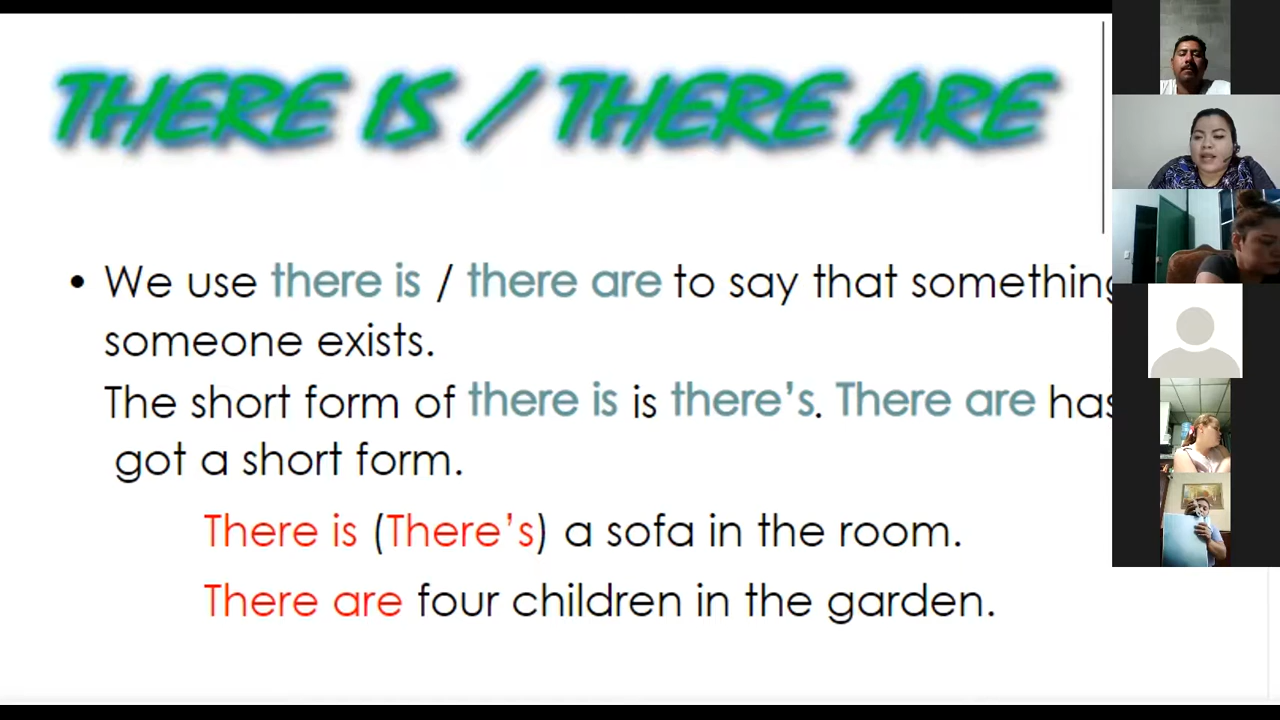 THERE IS / THERE ARE
• We use there is / there are to say that something
someone exists.
The short form of there is is there's. There are has
got a short form.
There is (There's) a sofa in the room.
There are four children in the garden.